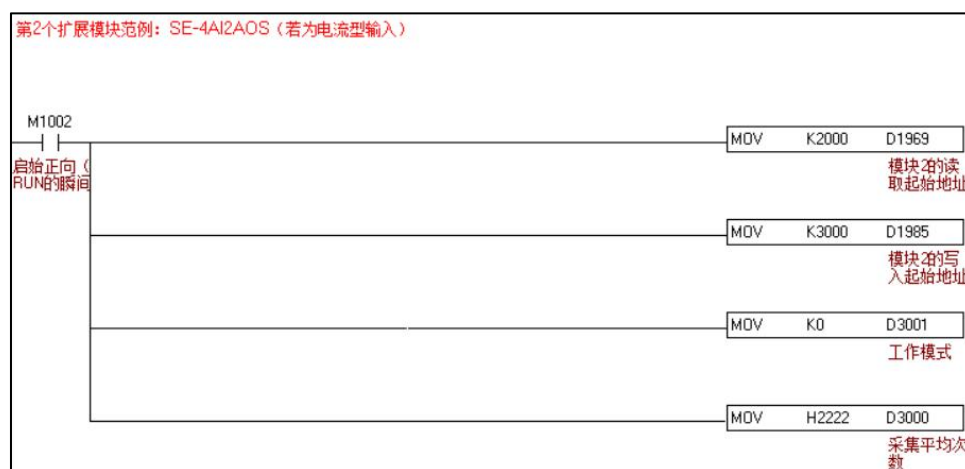 第2个扩展模块范例：SE-4AI2AOS（若为电流型输入）
M1002
启始正向（
RUN的瞬间
MOV K2000 D1969
模块2的读
取起始地址
MOV K3000 D1985
模块2的写
入起始地址
MOV K0 D3001
工作模式
MOV H2222 D3000
采集平均次
数